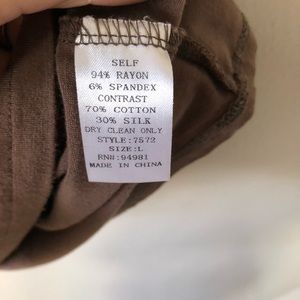 SELF
94% RAYON
6% SPANDEX
CONTRAST
70% COTTON
30% SILK
DRY CLEAN ONLY
STYLE:7572
SIZE:L
RN#:94981
MADE IN CHINA